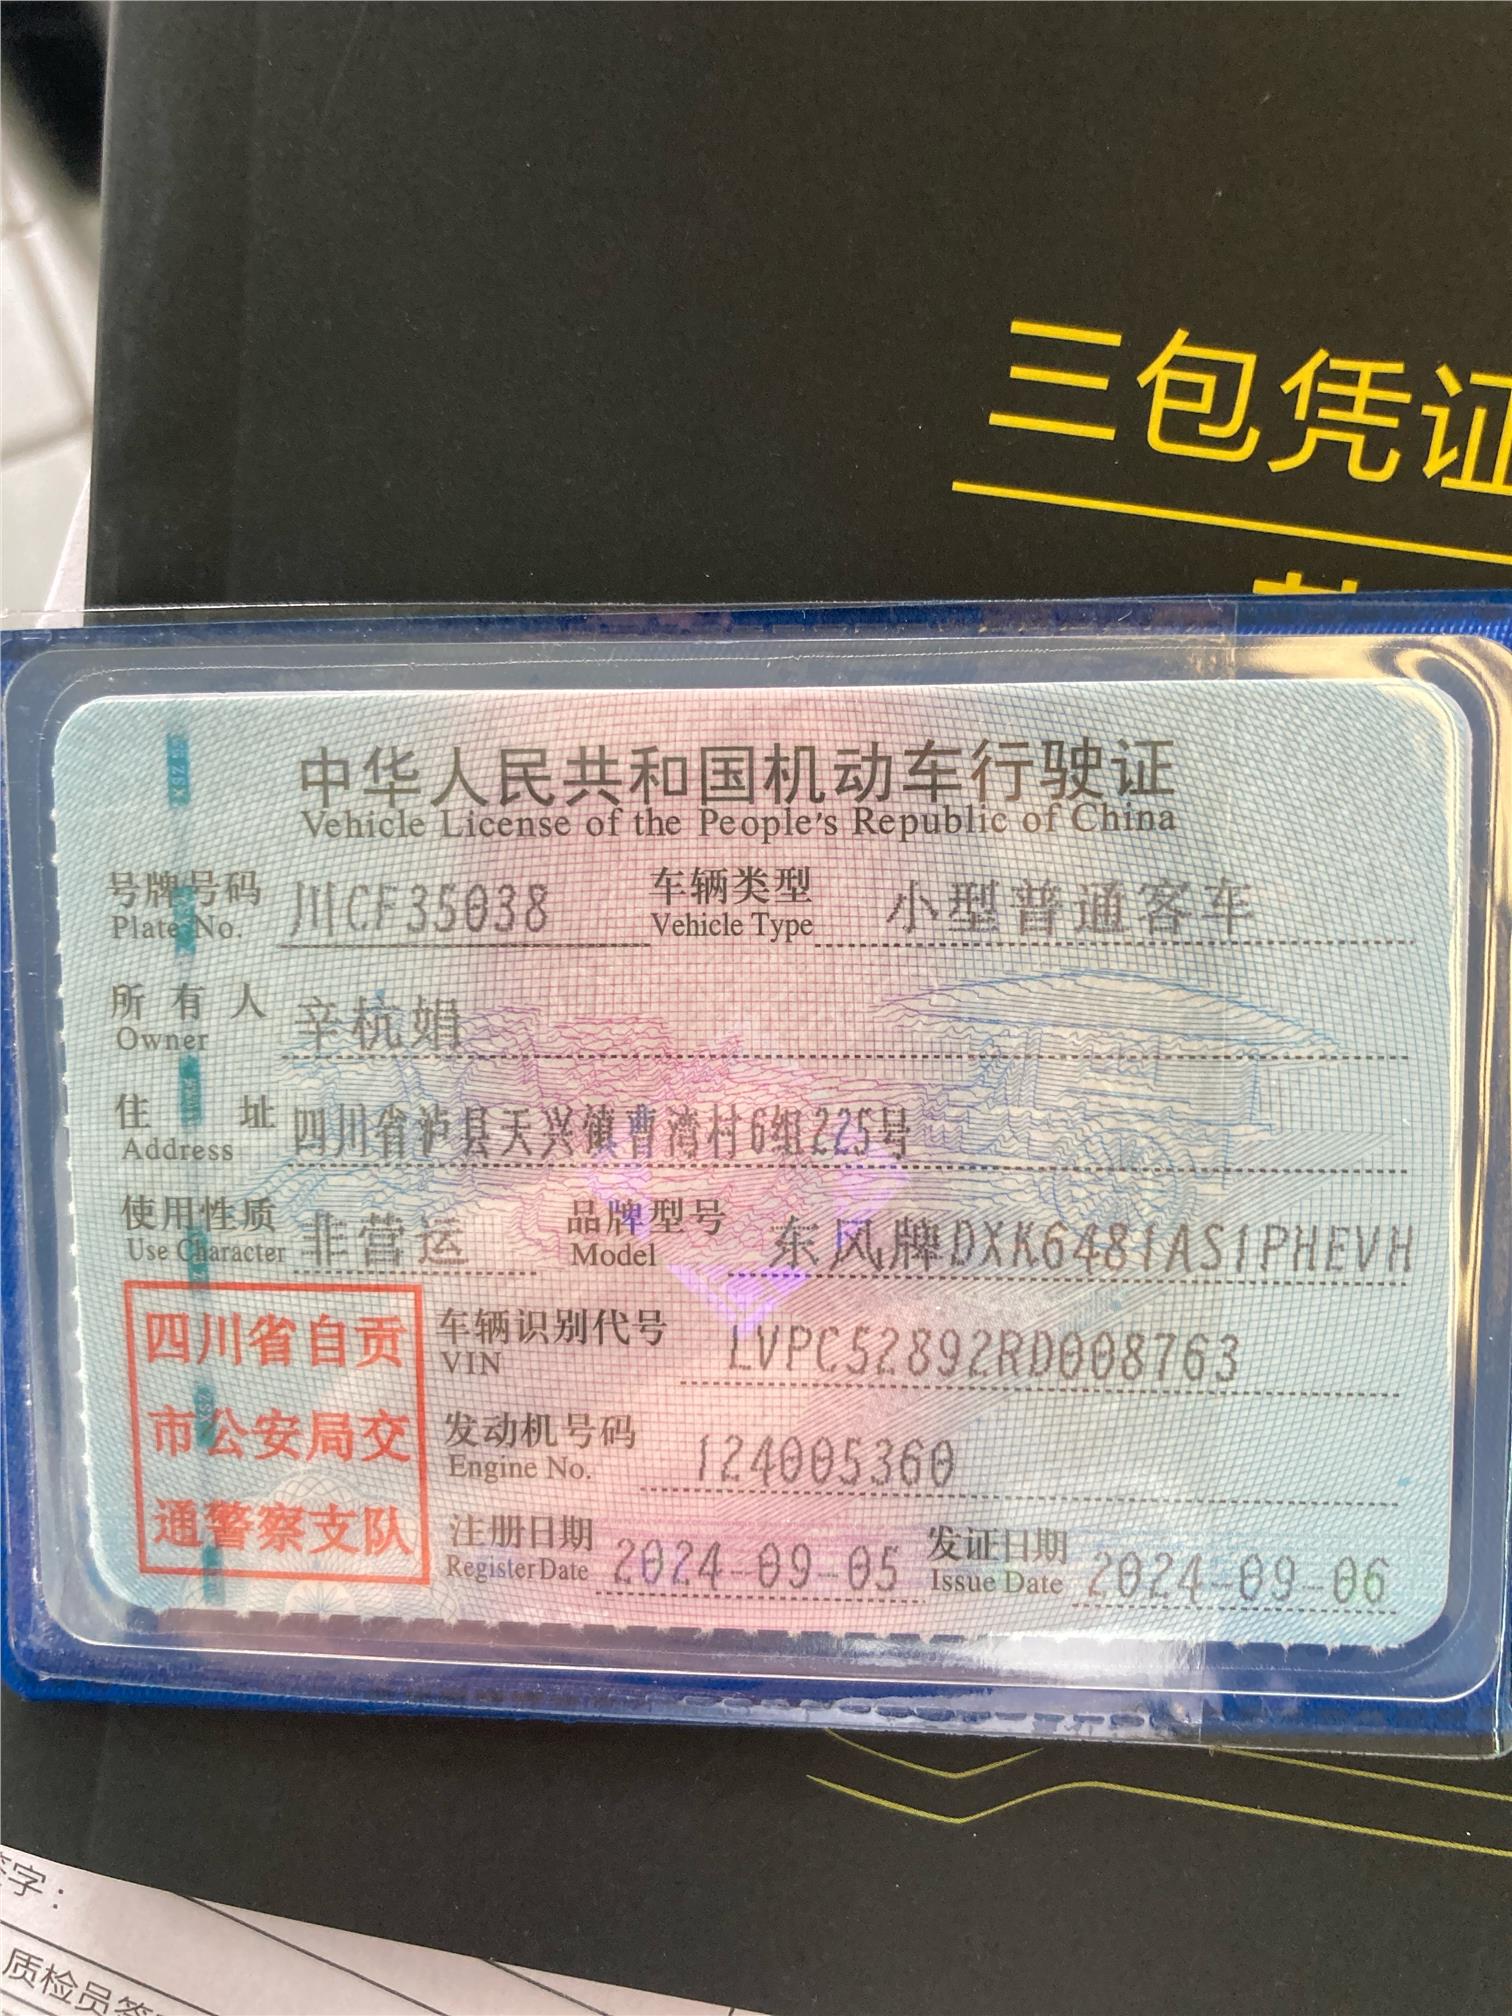 三包凭证
中华人民共和国机动车行驶证
Vehicle License of the People's Republic of China
号牌号码 川CF35038 车辆类型 小型普通客车
Plate No. Vehicle Type
所有人 辛杭娟
Owner
住址 四川省泸县天兴镇曹湾村6组225号
Address
使用性质 非营运 品牌型号 东风牌DXK6481AS1PHEVH
Use Character Model
四川省自贡
市公安局交
通警察支队
车辆识别代号 LVPC52892RD008763
VIN
发动机号码 124005360
Engine No.
注册日期 2024-09-05 发证日期 2024-09-06
Register Date Issue Date
字：
质检员签